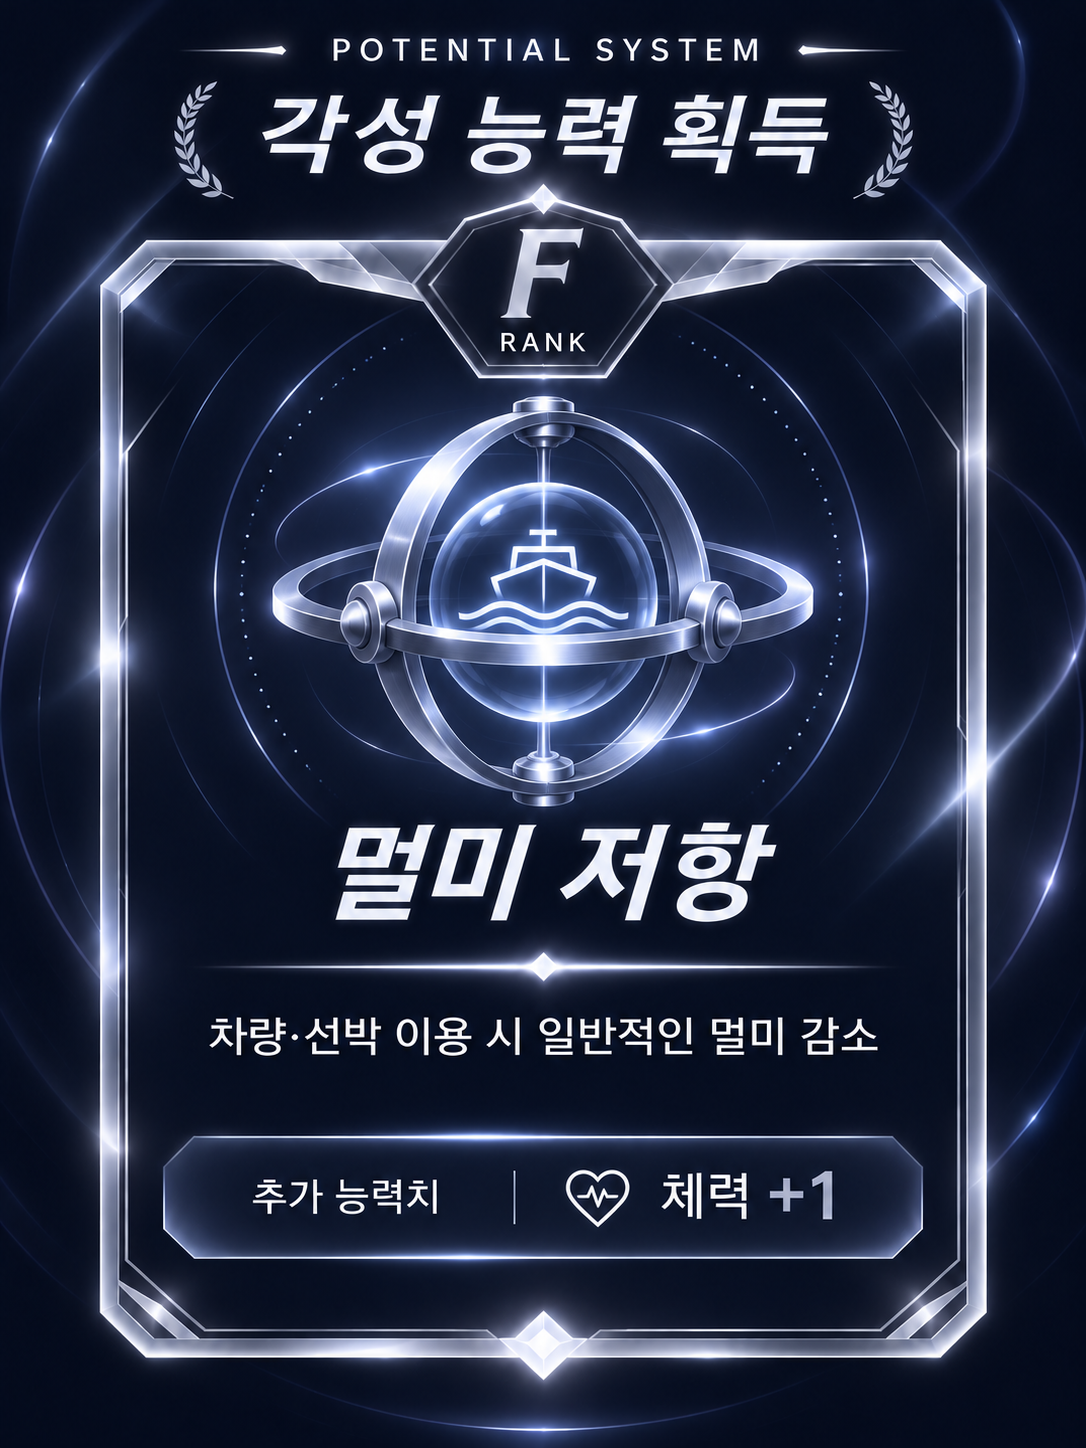 POTENTIAL SYSTEM
각성 능력 획득
F
RANK
멀미 저항
차량·선박 이용 시 일반적인 멀미 감소
추가 능력치
체력 +1